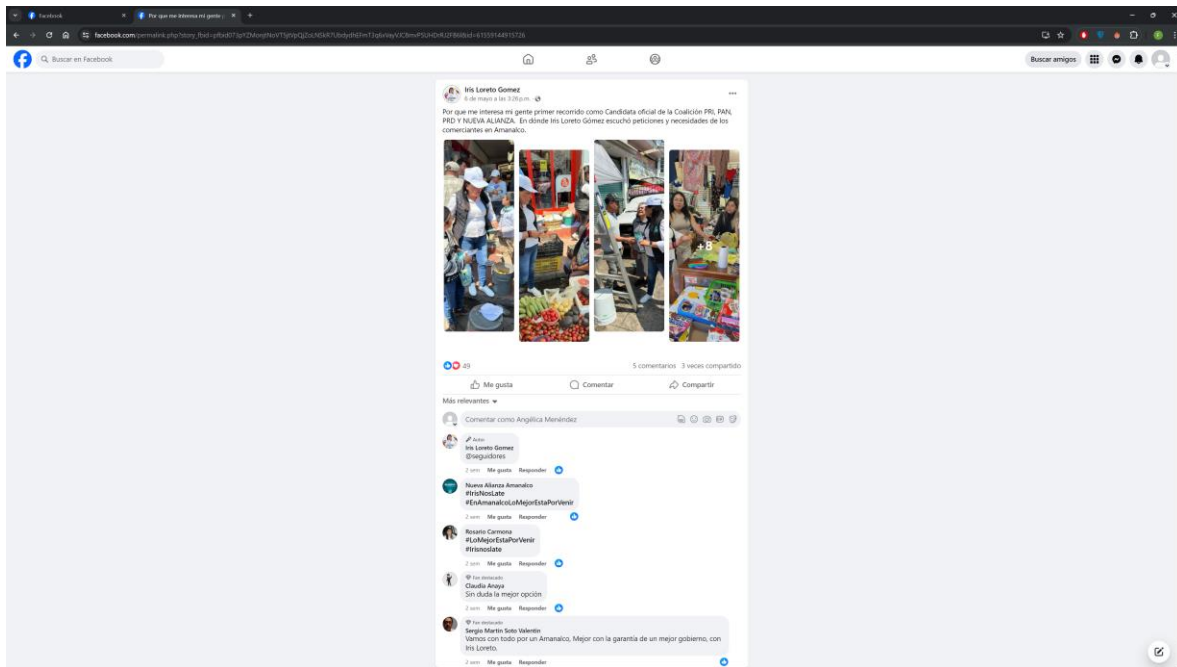 Facebook
Por que me interesa mi gente p
facebook.com/permalink.php?story_fbid=
Buscar en Facebook
Buscar amigos
Iris Loreto Gomez
6 de mayo a las 3:26 p.m.
Por que me interesa mi gente primer recorrido como Candidata oficial de la Coalición PRI, PAN,
PRD Y NUEVA ALIANZA. En dónde Iris Loreto Gómez escuchó peticiones y necesidades de los
comerciantes en Amanalco.
+8
49
5 comentarios 3 veces compartido
Me gusta
Comentar
Compartir
Más relevantes
Comentar como Angélica Menéndez
Autor
Iris Loreto Gomez
@seguidores
2 sem Me gusta Responder
Nueva Alianza Amanalco
#IrisNosLate
#EnAmanalcoLoMejorEstaPorVenir
2 sem Me gusta Responder
Rosario Carmona
#LoMejorEstaPorVenir
#Irisnoslate
2 sem Me gusta Responder
Fan destacado
Claudia Anaya
Sin duda la mejor opción
2 sem Me gusta Responder
Fan destacado
Sergio Martin Soto Valentin
Vamos con todo por un Amanalco, Mejor con la garantía de un mejor gobierno, con
Iris Loreto.
2 sem Me gusta Responder